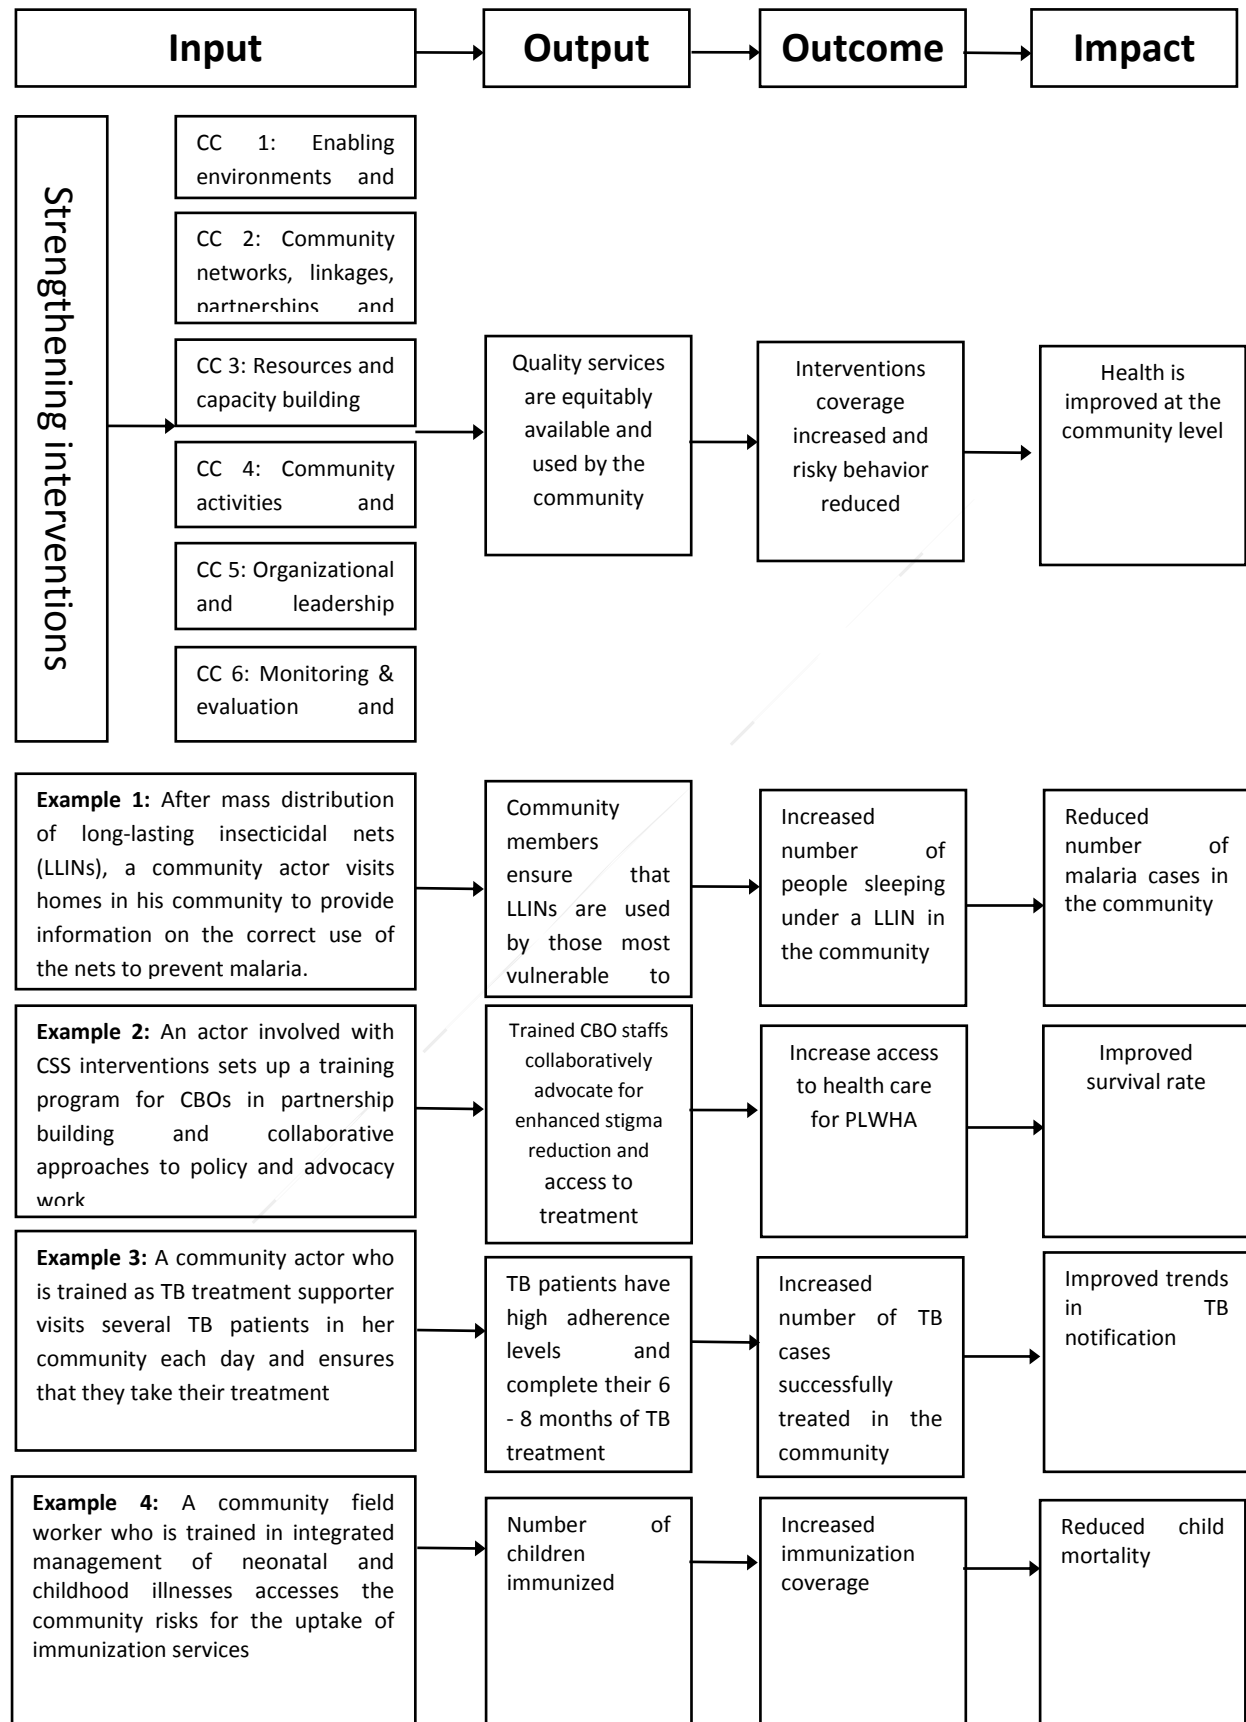 Input
Output
Outcome
Impact
Strengthening interventions
CC 1: Enabling
environments and
CC 2: Community
networks, linkages,
partnerships and
CC 3: Resources and
capacity building
CC 4: Community
activities and
CC 5: Organizational
and leadership
CC 6: Monitoring &
evaluation and
Quality services
are equitably
available and
used by the
community
Interventions
coverage
increased and
risky behavior
reduced
Health is
improved at the
community level
Example 1: After mass distribution
of long-lasting insecticidal nets
(LLINs), a community actor visits
homes in his community to provide
information on the correct use of
the nets to prevent malaria.
Community
members
ensure that
LLINs are used
by those most
vulnerable to
Increased
number of
people sleeping
under a LLIN in
the community
Reduced
number of
malaria cases in
the community
Example 2: An actor involved with
CSS interventions sets up a training
program for CBOs in partnership
building and collaborative
approaches to policy and advocacy
work
Trained CBO staffs
collaboratively
advocate for
enhanced stigma
reduction and
access to
treatment
Increase access
to health care
for PLWHA
Improved
survival rate
Example 3: A community actor who
is trained as TB treatment supporter
visits several TB patients in her
community each day and ensures
that they take their treatment
TB patients have
high adherence
levels and
complete their 6
- 8 months of TB
treatment
Increased
number of TB
cases
successfully
treated in the
community
Improved trends
in TB
notification
Example 4: A community field
worker who is trained in integrated
management of neonatal and
childhood illnesses accesses the
community risks for the uptake of
immunization services
Number of
children
immunized
Increased
immunization
coverage
Reduced child
mortality